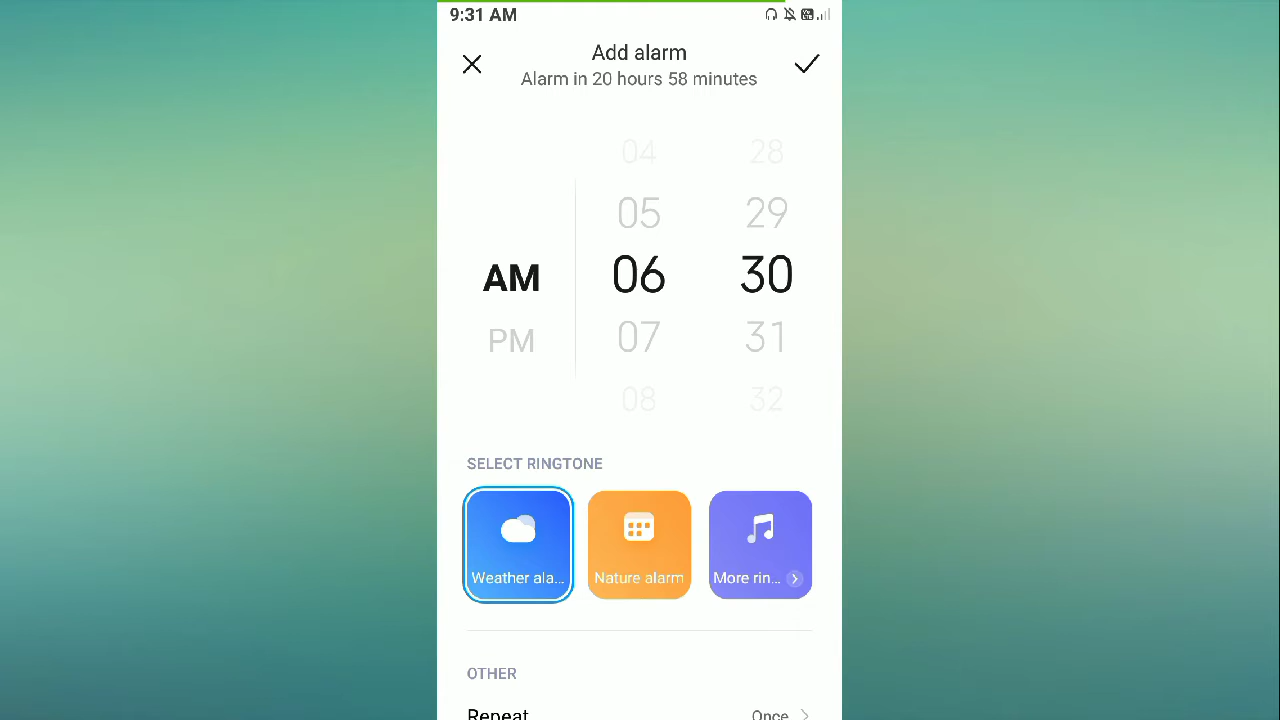 9:31 AM
Add alarm
Alarm in 20 hours 58 minutes
04 28
05 29
AM 06 30
PM 07 31
08 32
SELECT RINGTONE
Weather ala... Nature alarm More rin...
OTHER
Repeat Once